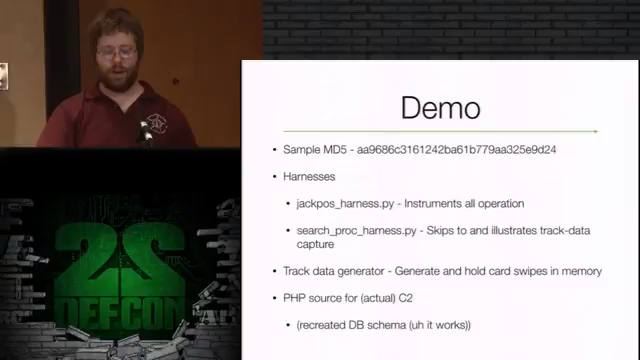 Demo
• Sample MD5 - aa9686c3161242ba61b779aa325e9d24
• Harnesses
• jackpos_harness.py - Instruments all operation
• search_proc_harness.py - Skips to and illustrates track-data
capture
• Track data generator - Generate and hold card swipes in memory
• PHP source for (actual) C2
• (recreated DB schema (uh it works))
22
DEFCON